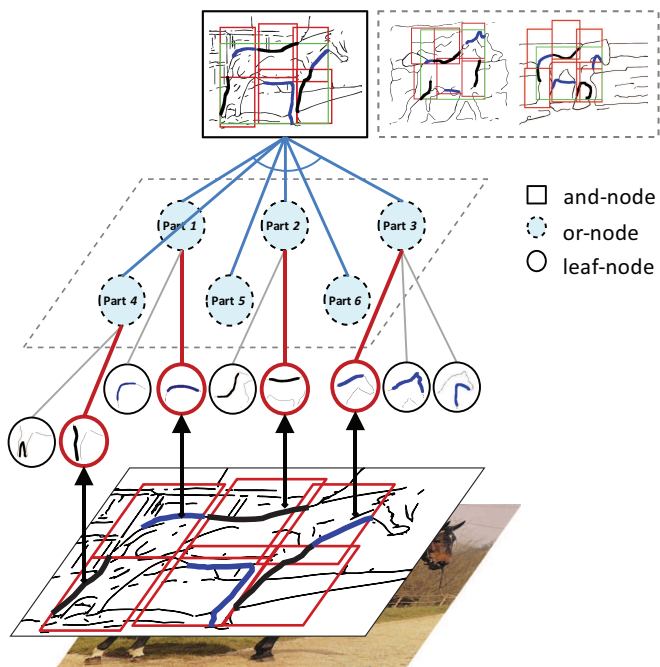 and-node
or-node
leaf-node
Part 1
Part 2
Part 3
Part 4
Part 5
Part 6